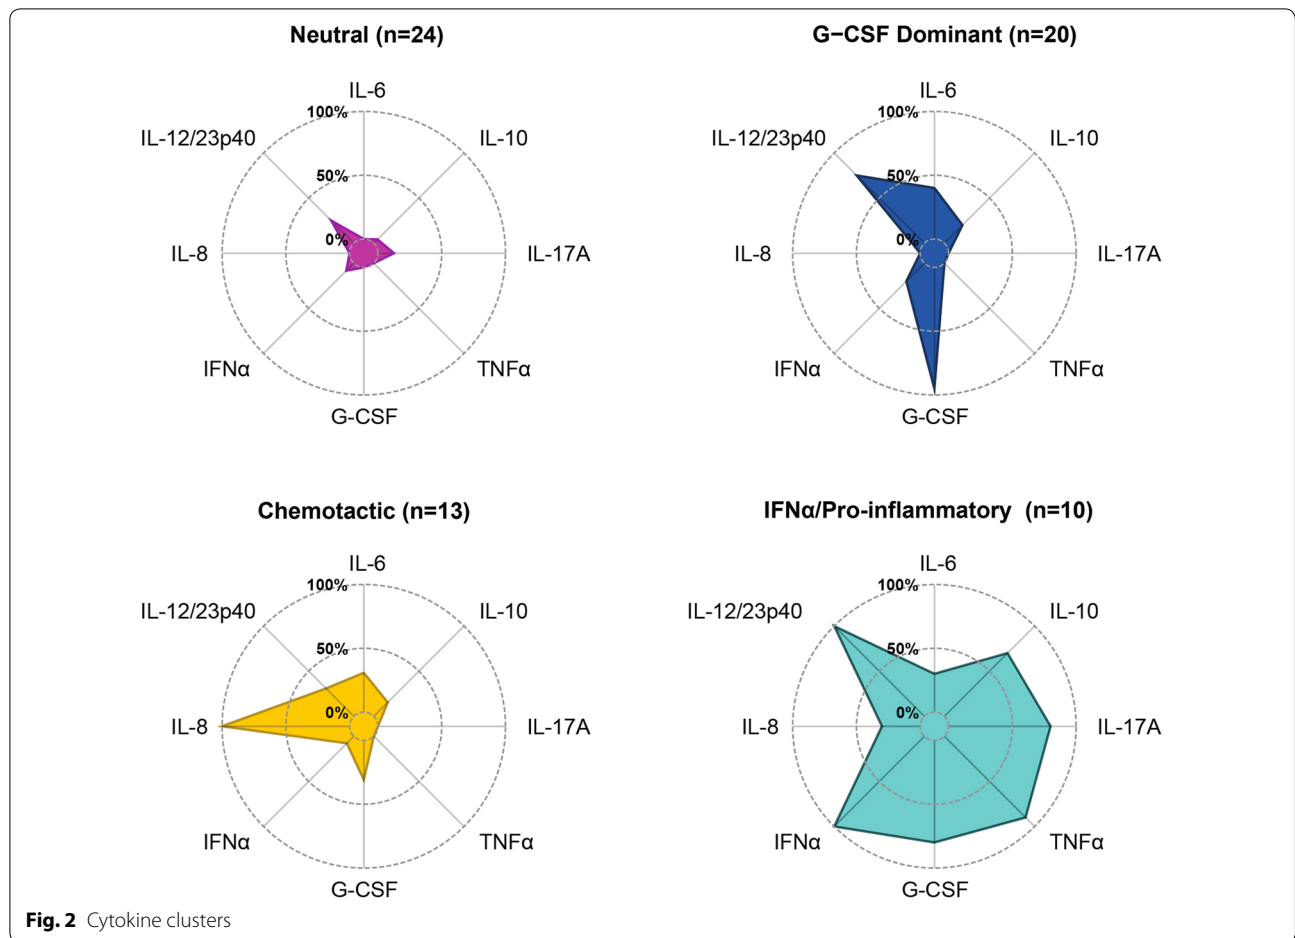 Neutral (n=24)
IL-6
100%
IL-12/23p40
IL-10
50%
0%
IL-8
IL-17A
IFNα
TNFα
G-CSF
G−CSF Dominant (n=20)
IL-6
100%
IL-12/23p40
IL-10
50%
0%
IL-8
IL-17A
IFNα
TNFα
G-CSF
Chemotactic (n=13)
IL-6
100%
IL-12/23p40
IL-10
50%
0%
IL-8
IL-17A
IFNα
TNFα
G-CSF
IFNα/Pro-inflammatory (n=10)
IL-6
100%
IL-12/23p40
IL-10
50%
0%
IL-8
IL-17A
IFNα
TNFα
G-CSF
Fig. 2 Cytokine clusters